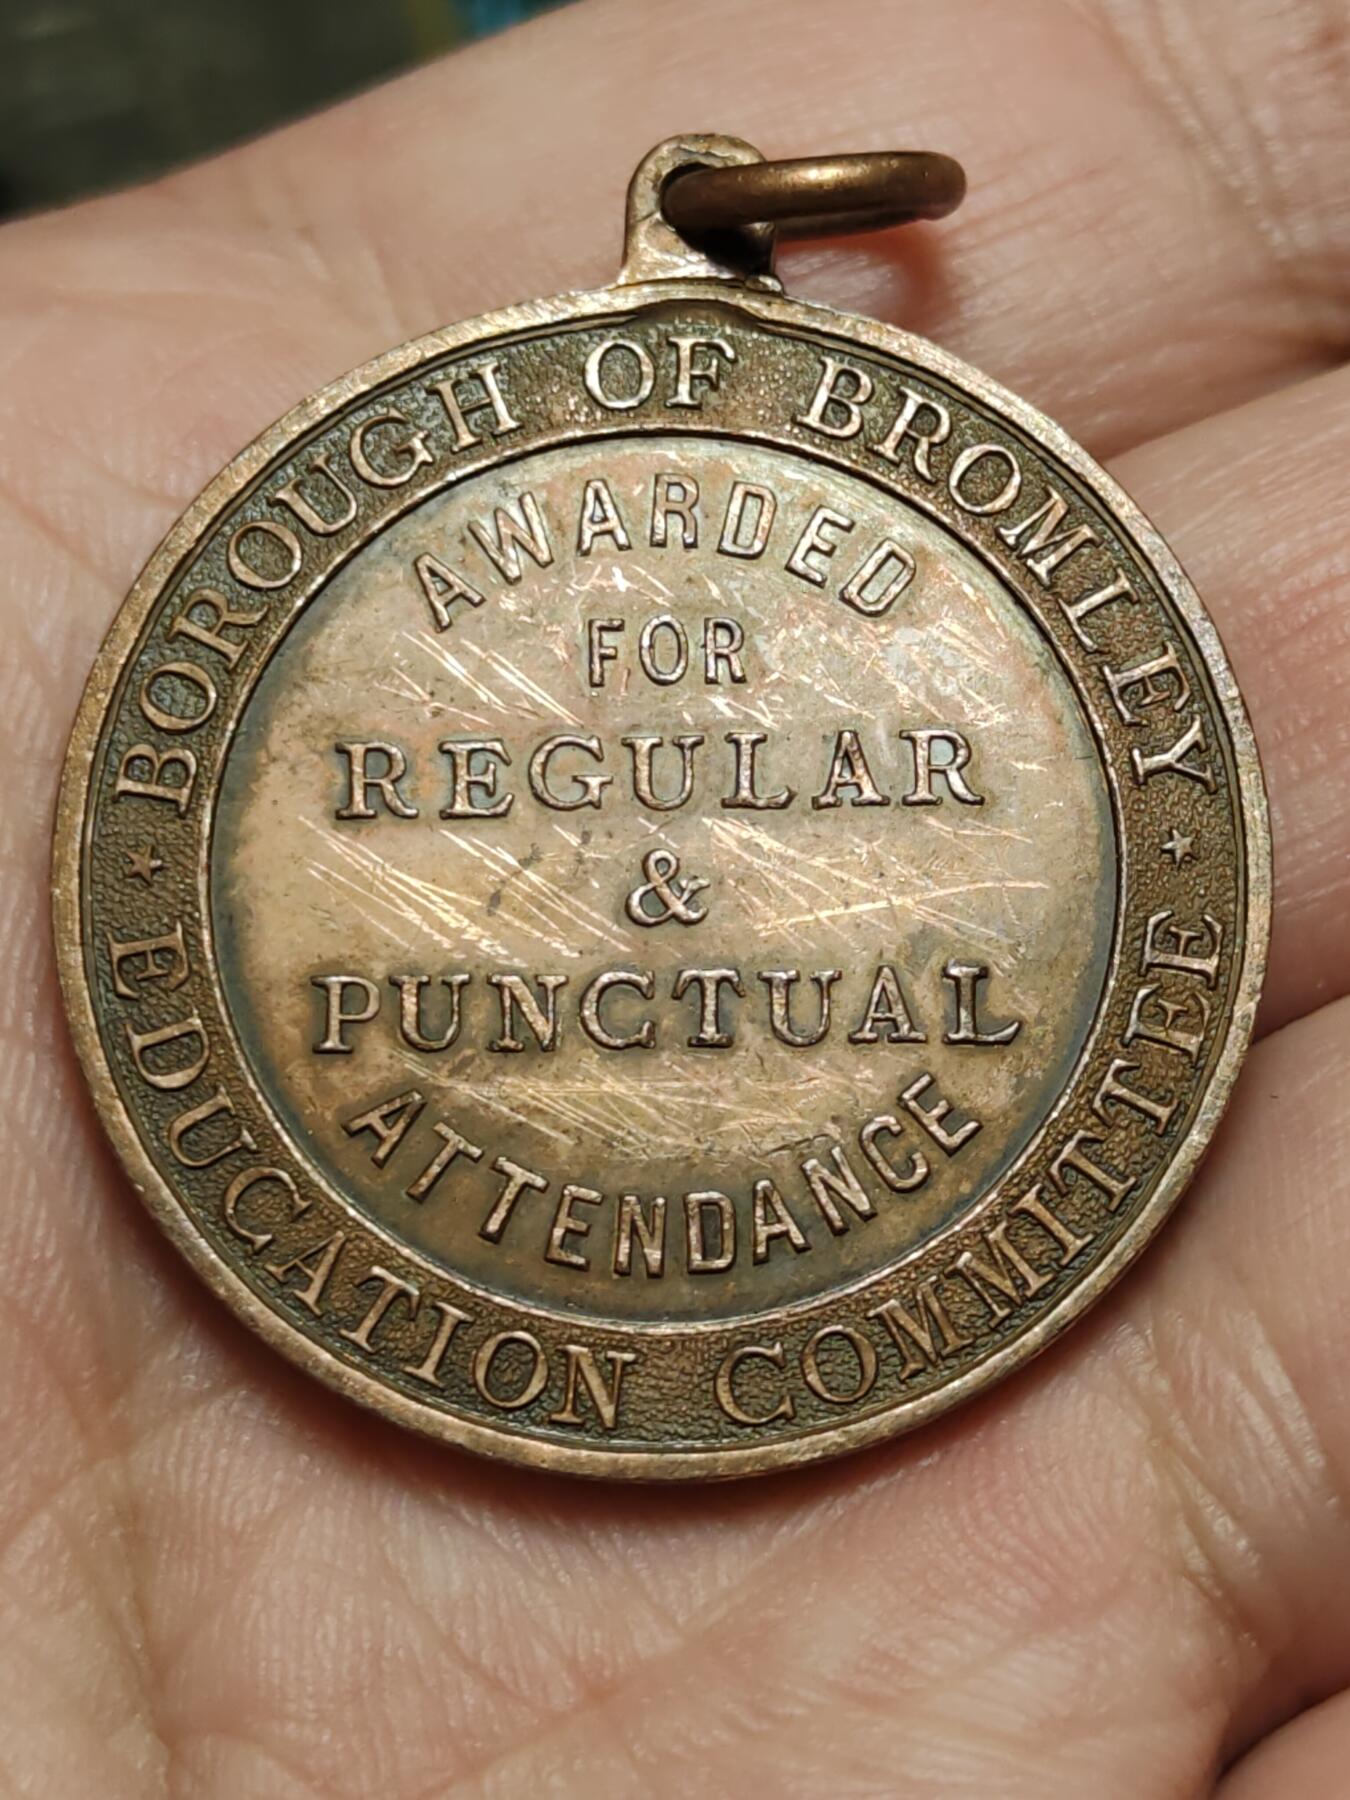 BOROUGH OF BROMLEY
AWARDED
FOR
REGULAR
&
PUNCTUAL
ATTENDANCE
EDUCATION COMMITTEE